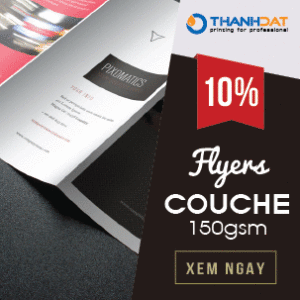 THANHDAT
printing for professional
10%
PIXOMATICS
Flyers
COUCHE
150gsm
XEM NGAY